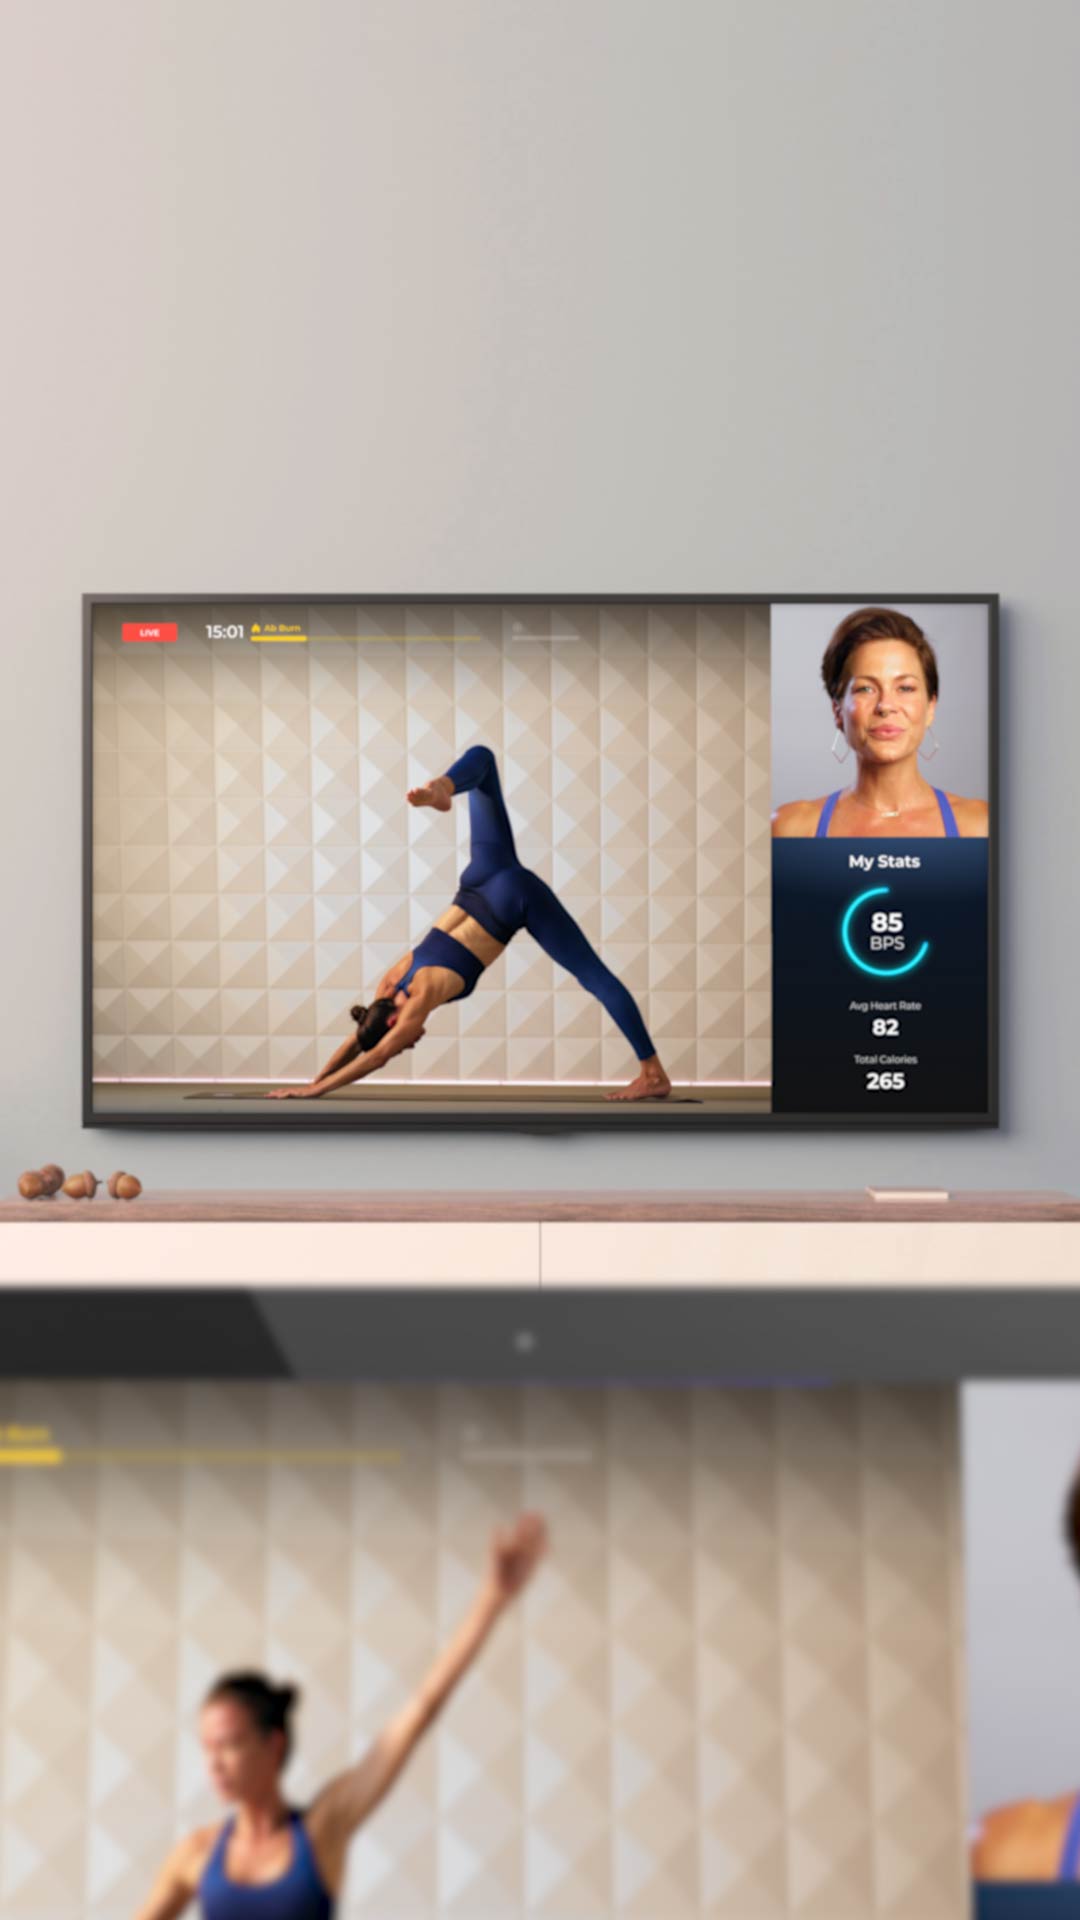 LIVE
15:01 Ab Burn
My Stats
85
BPS
Avg Heart Rate
82
Total Calories
265